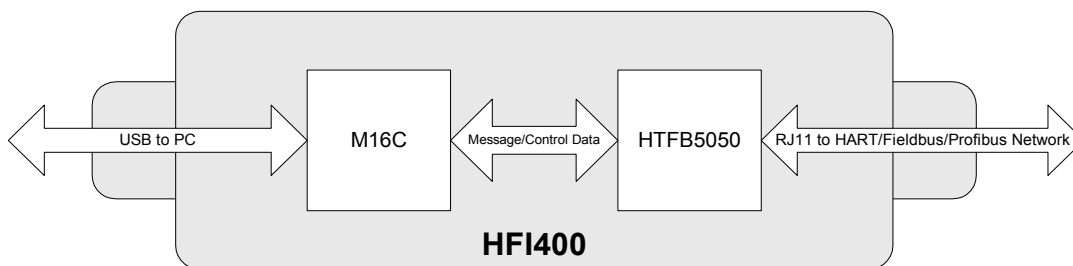 USB to PC
M16C
Message/Control Data
HTFB5050
RJ11 to HART/Fieldbus/Profibus Network
HFI400